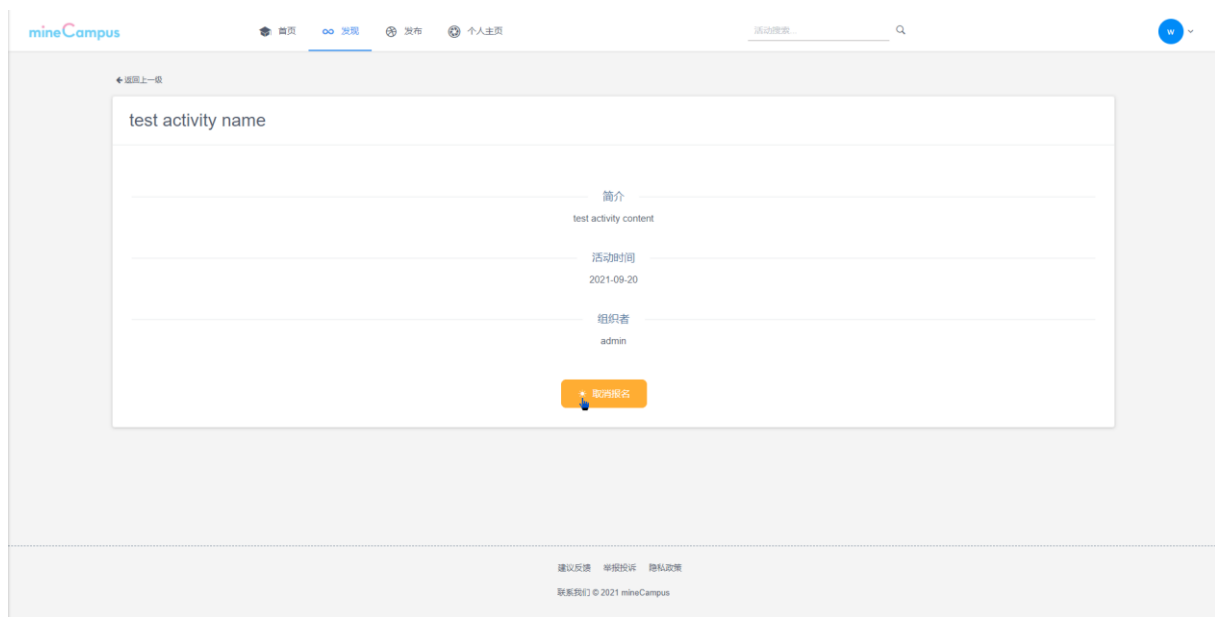 mineCampus 首页 发现 发布 个人主页 活动搜索... w
返回上一级
test activity name
简介
test activity content
活动时间
2021-09-20
组织者
admin
取消报名
建议反馈 举报投诉 隐私政策
联系我们 © 2021 mineCampus